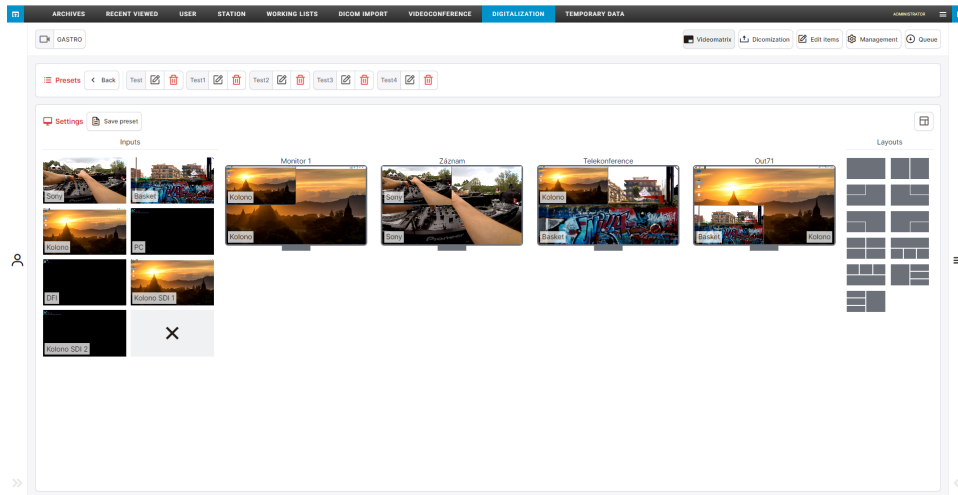 ARCHIVES RECENT VIEWED USER STATION WORKING LISTS DICOM IMPORT VIDEOCONFERENCE DIGITALIZATION TEMPORARY DATA ADMINISTRATOR
GASTRO Videomatrix Dicomization Edit items Management Queue
Presets Back Test Test1 Test2 Test3 Test4
Settings Save preset
Inputs Layouts
Monitor 1 Záznam Telekonference Out71
Sony Basket
Kolono Sony Kolono
Kolono PC
Kolono Sony Basket Basket Kolono
DFI Kolono SDI 1
Kolono SDI 2